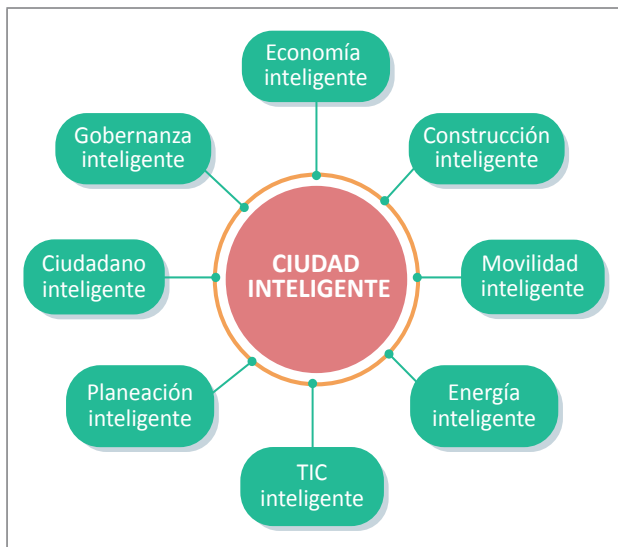 Economía
inteligente
Gobernanza
inteligente
Construcción
inteligente
Ciudadano
inteligente
CIUDAD
INTELIGENTE
Movilidad
inteligente
Planeación
inteligente
Energía
inteligente
TIC
inteligente